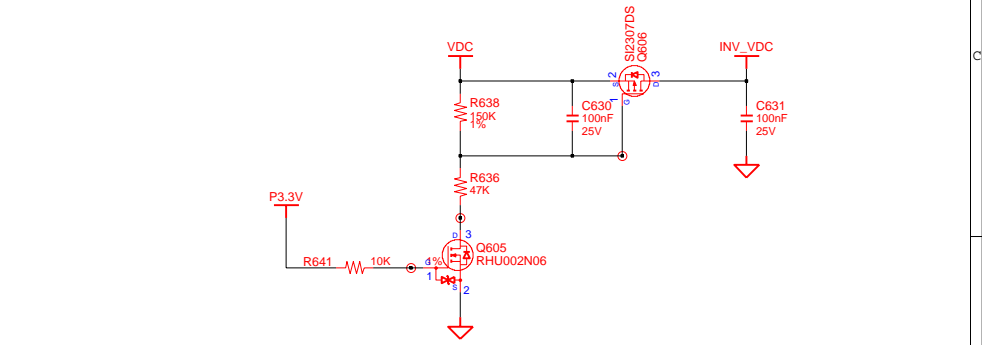 SI2307DS
Q606
VDC
INV_VDC
2
3
S
D
1
G
R638
150K
1%
C630
100nF
25V
C631
100nF
25V
C
R636
47K
P3.3V
D
3
Q605
RHU002N06
R641
10K
G
1%
1
S
2